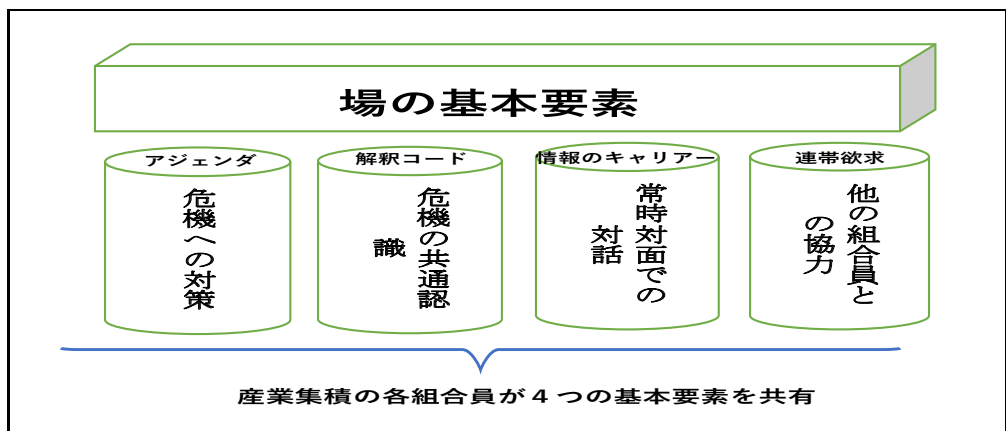 場の基本要素
アジェンダ
危機への対策
解釈コード
危機の共通認
識
情報のキャリアー
常時対面での
対話
連帯欲求
他の組合員と
の協力
産業集積の各組合員が４つの基本要素を共有